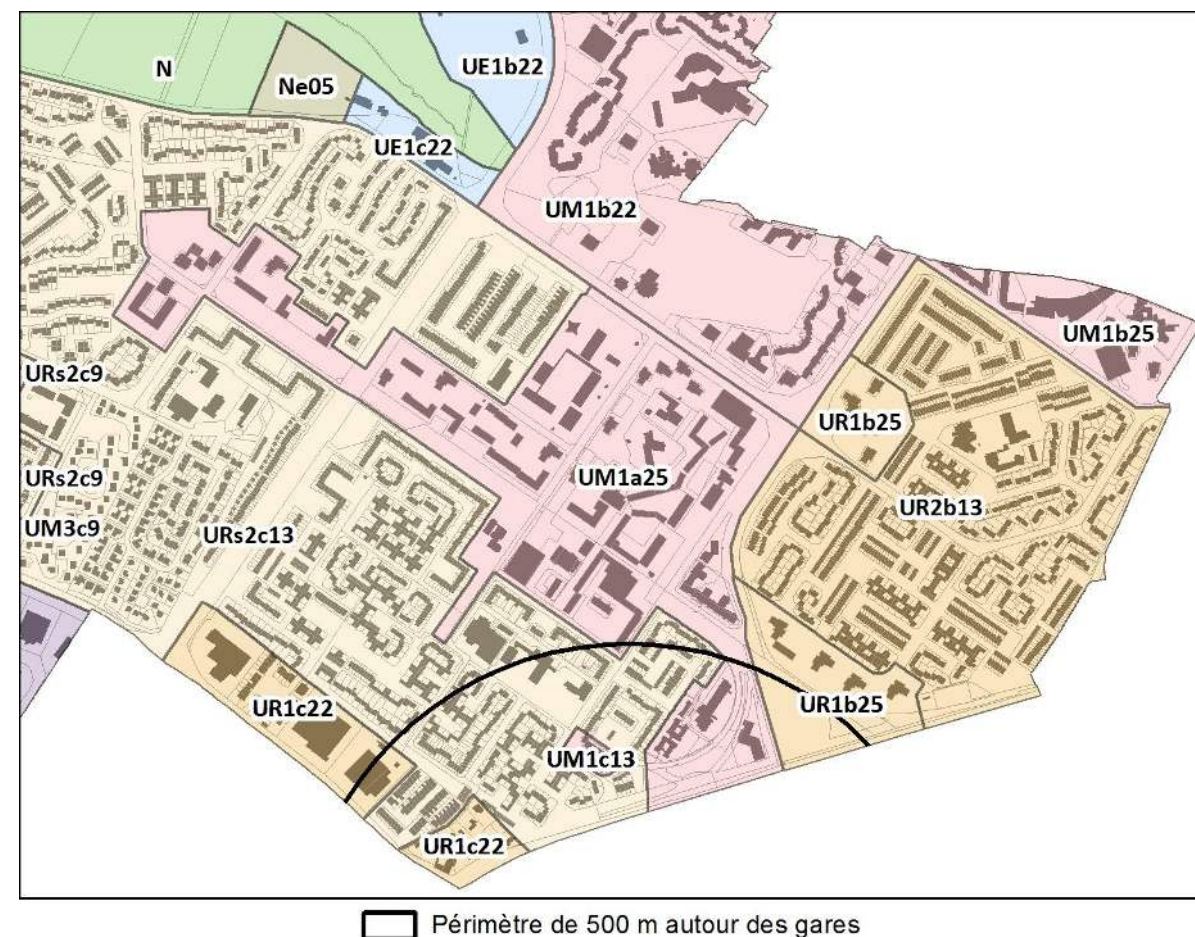 UE1b22
N
Ne05
UE1c22
UM1b22
UM1b25
URs2c9
UR1b25
URs2c9
UM1a25
UR2b13
UM3c9
URs2c13
UR1c22
UR1b25
UM1c13
UR1c22
Périmètre de 500 m autour des gares